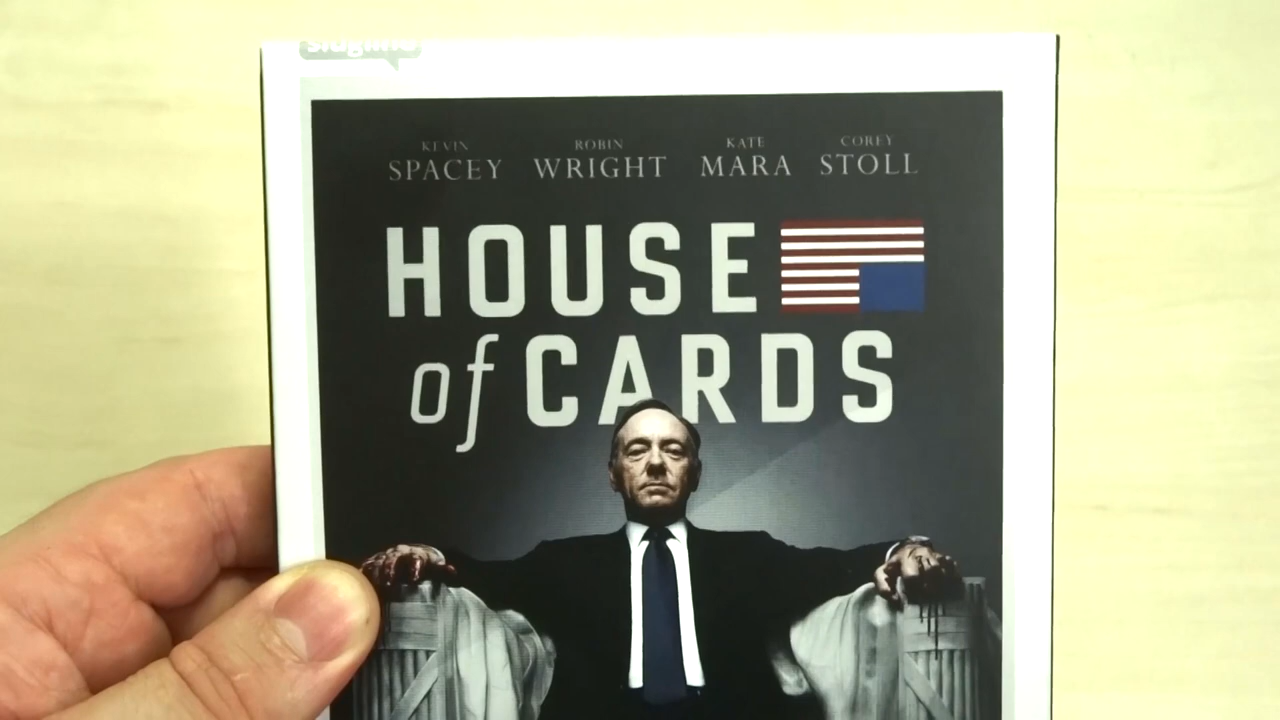 KEVIN ROBIN KATE COREY
SPACEY WRIGHT MARA STOLL
HOUSE
of CARDS